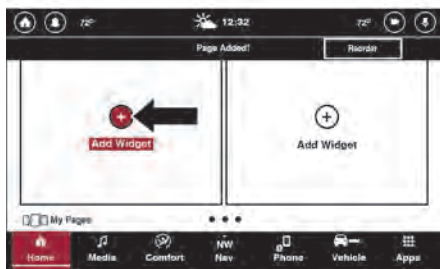 72° 12:32 72°
Page Added!
Reorder
Add Widget
Add Widget
My Pages
Home Media Comfort NW Nav Phone Vehicle Apps